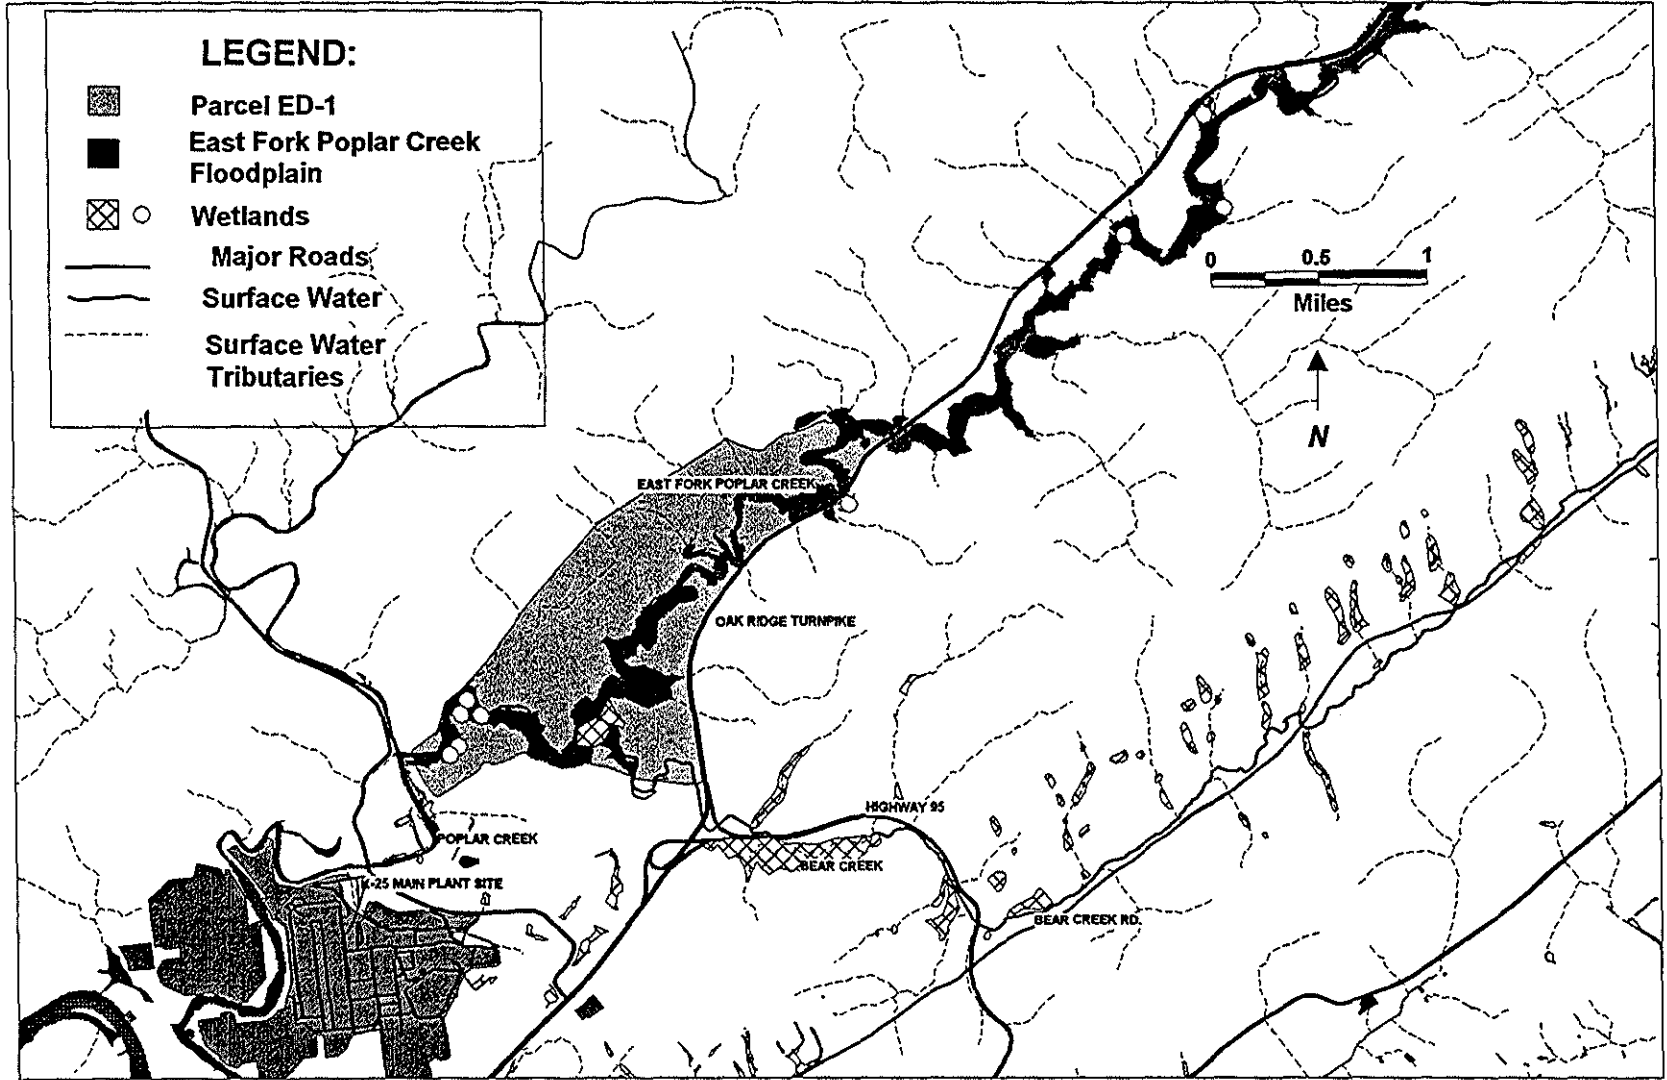 LEGEND:
Parcel ED-1
East Fork Poplar Creek
Floodplain
Wetlands
Major Roads
Surface Water
Surface Water
Tributaries
0 0.5 1
Miles
N
EAST FORK POPLAR CREEK
OAK RIDGE TURNPIKE
HIGHWAY 95
POPLAR CREEK
BEAR CREEK
K-25 MAIN PLANT SITE
BEAR CREEK RD.